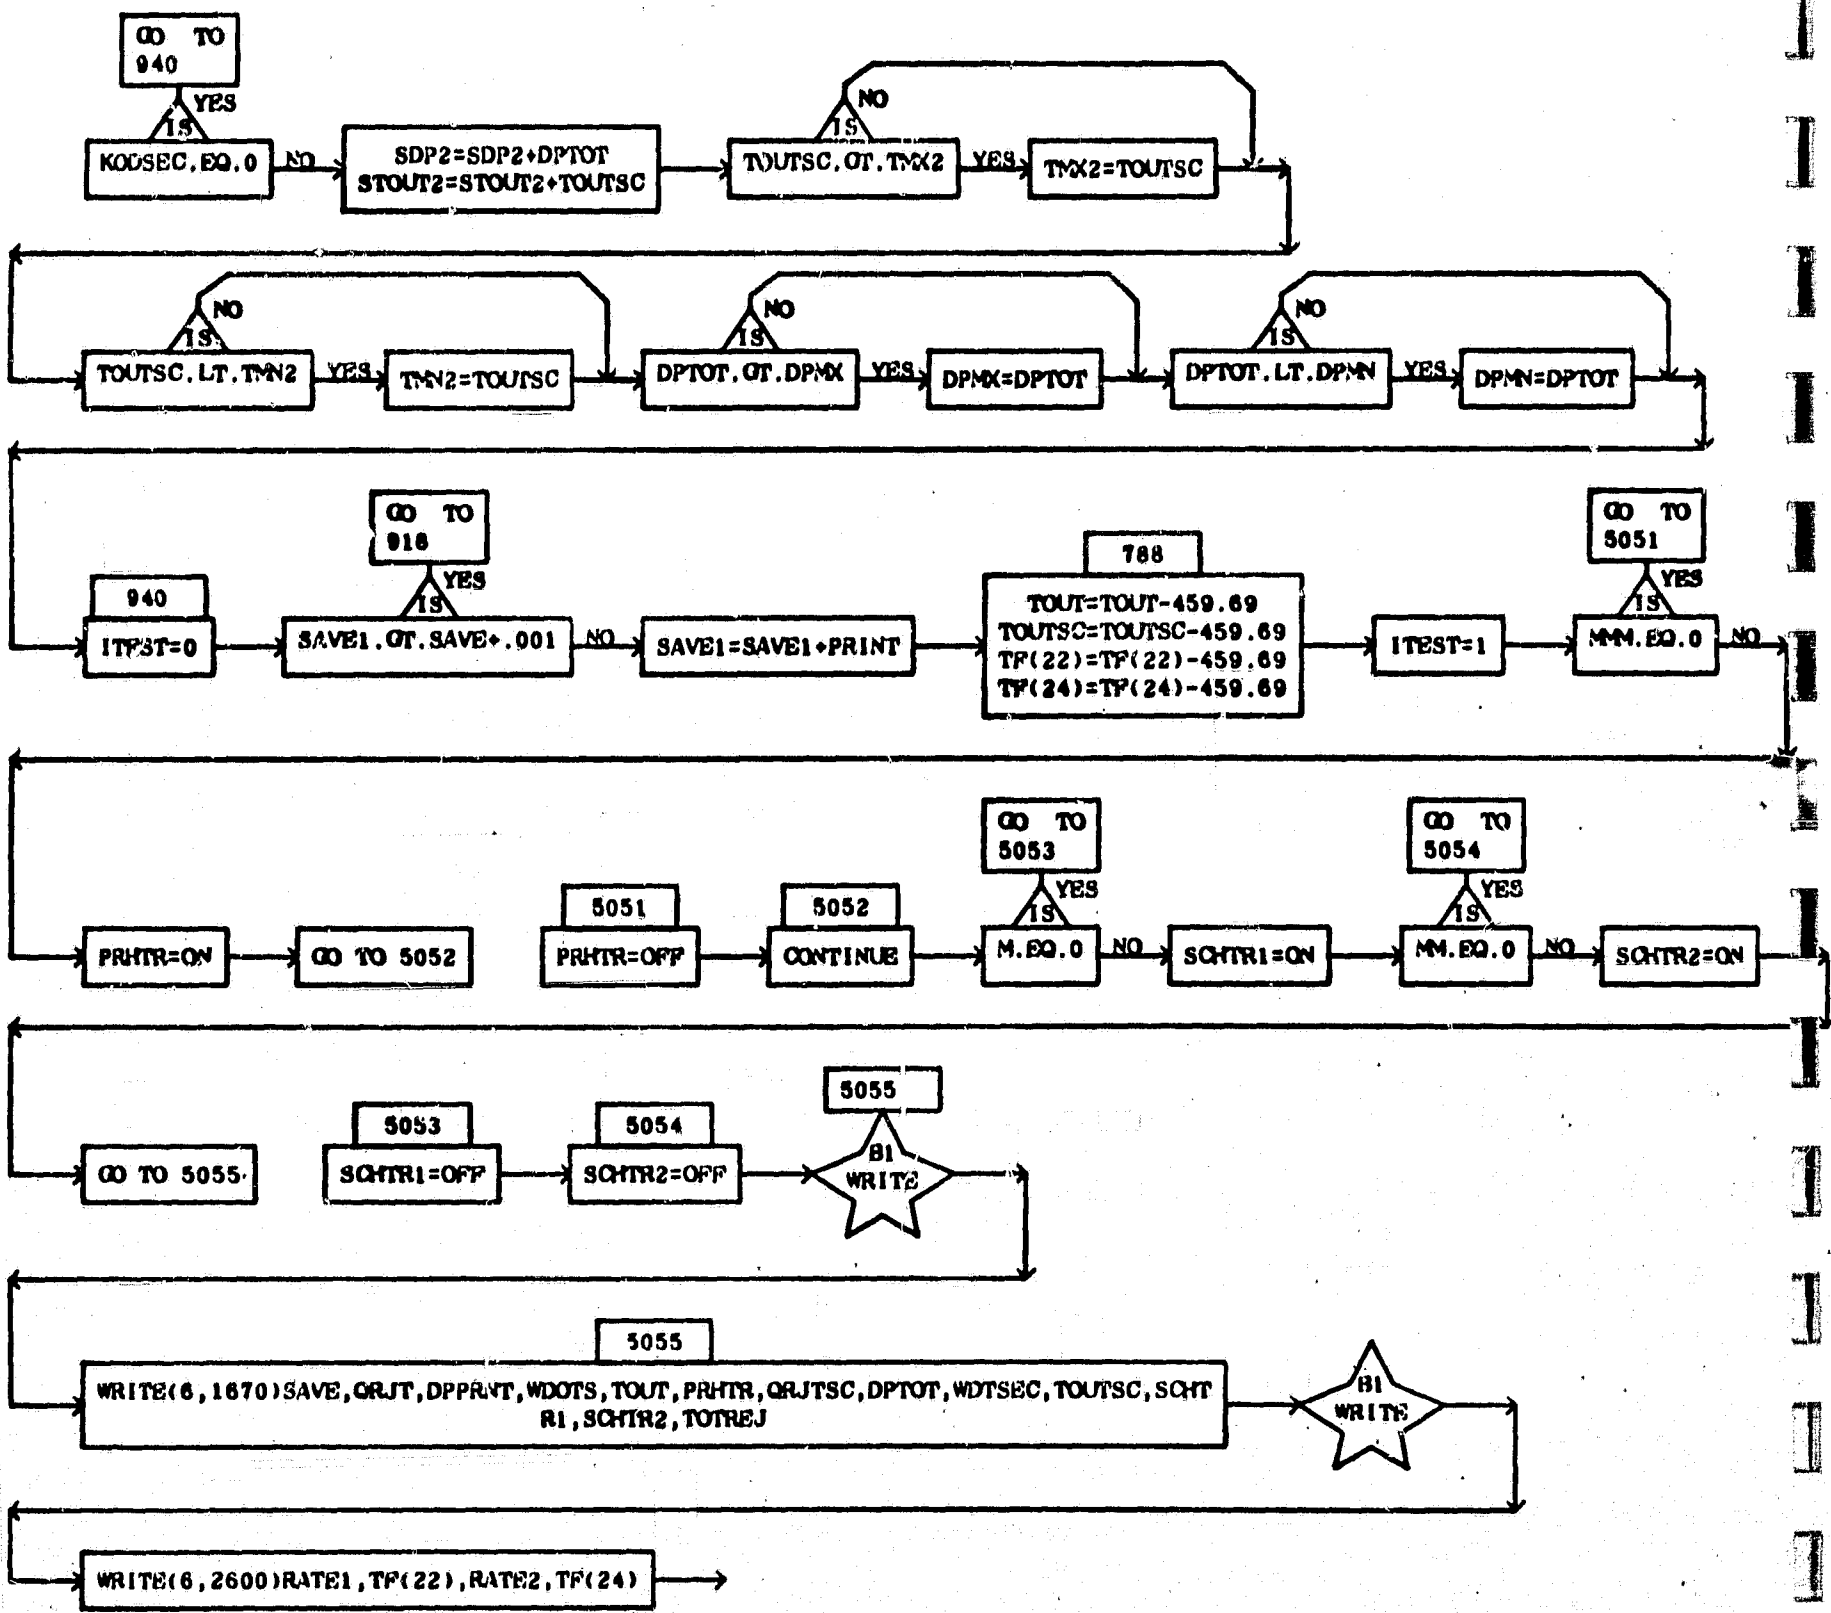 GO TO
940
YES
IS
KODSEC.EQ.0
NO
SDP2=SDP2+DPTOT
STOUT2=STOUT2+TOUTSC
NO
IS
TOUTSC.GT.TMX2
YES
TMX2=TOUTSC
NO
IS
TOUTSC.LT.TMN2
YES
TMN2=TOUTSC
NO
IS
DPTOT.GT.DPMX
YES
DPMX=DPTOT
NO
IS
DPTOT.LT.DPMN
YES
DPMN=DPTOT
940
ITEST=0
GO TO
916
YES
IS
SAVE1.GT.SAVE+.001
NO
SAVE1=SAVE1+PRINT
788
TOUT=TOUT-459.69
TOUTSC=TOUTSC-459.69
TF(22)=TF(22)-459.69
TF(24)=TF(24)-459.69
ITEST=1
GO TO
5051
YES
IS
MMM.EQ.0
NO
PRHTR=ON
GO TO 5052
5051
PRHTR=OFF
5052
CONTINUE
GO TO
5053
YES
IS
M.EQ.0
NO
SCHTR1=ON
GO TO
5054
YES
IS
MM.EQ.0
NO
SCHTR2=ON
GO TO 5055
5053
SCHTR1=OFF
5054
SCHTR2=OFF
5055
B1
WRITE
5055
WRITE(6,1670)SAVE,QRJT,DPPRNT,WDOTS,TOUT,PRHTR,QRJTSC,DPTOT,WDTSEC,TOUTSC,SCHT
R1,SCHTR2,TOTREJ
B1
WRITE
WRITE(6,2600)RATE1,TF(22),RATE2,TF(24)